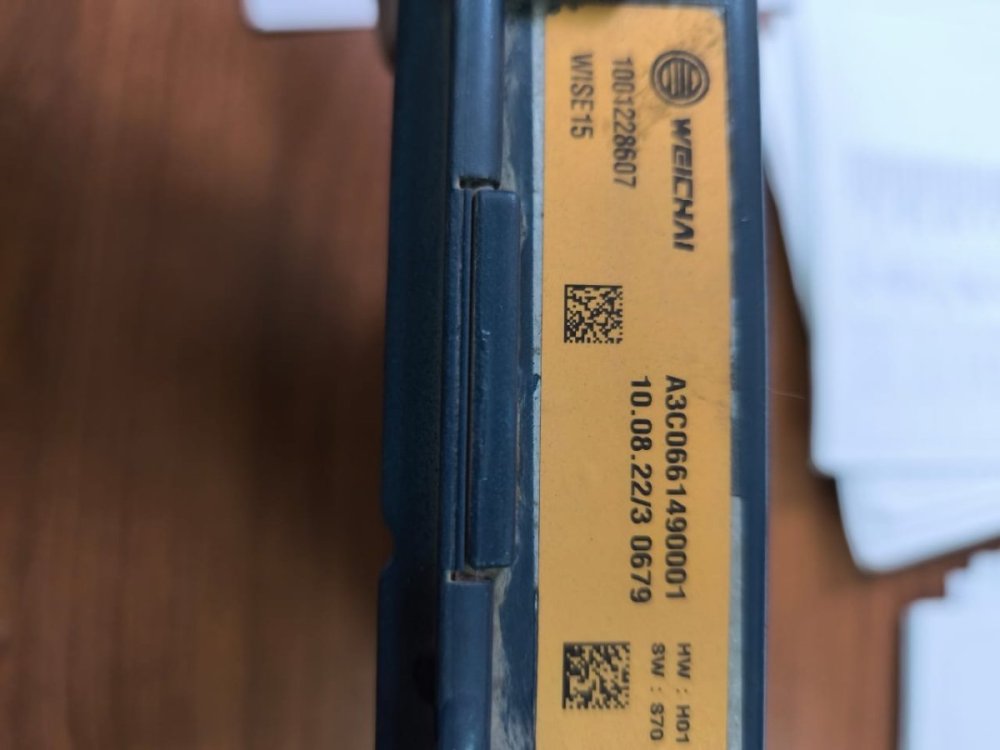 WEICHAI
1001228607
WISE15
A3C0661490001
10.08.22/3 0679
HW : H01
SW : S70